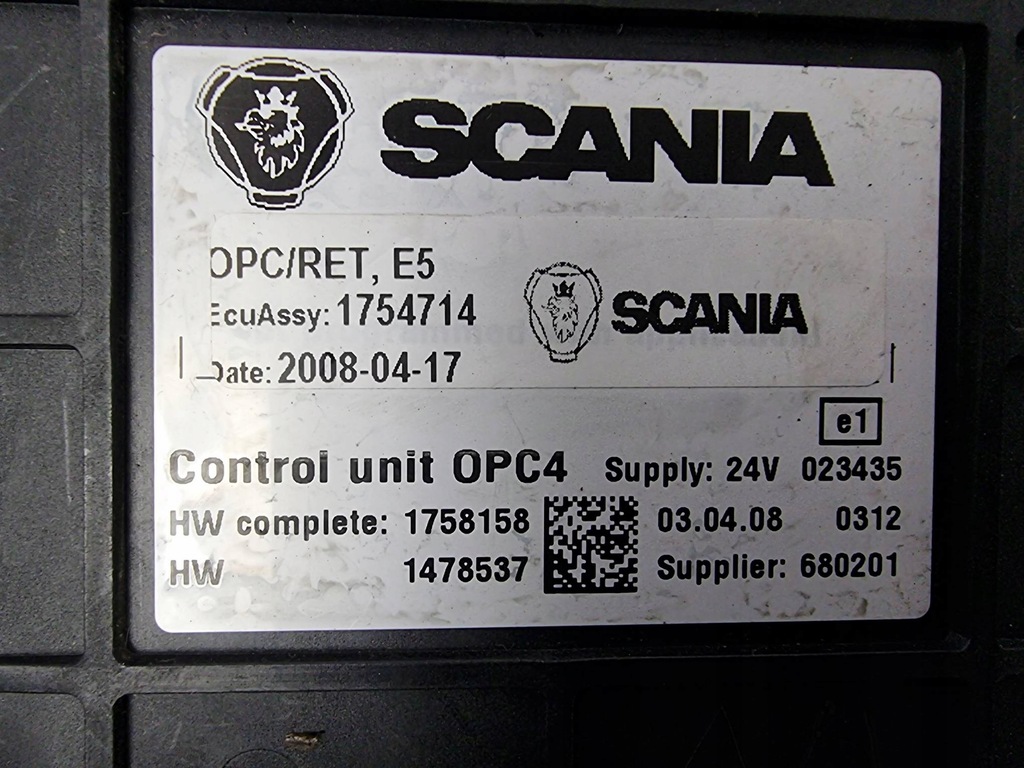 SCANIA
OPC/RET, E5
EcuAssy: 1754714
SCANIA
Date: 2008-04-17
e1
Control unit OPC4 Supply: 24V 023435
HW complete: 1758158 03.04.08 0312
HW 1478537 Supplier: 680201